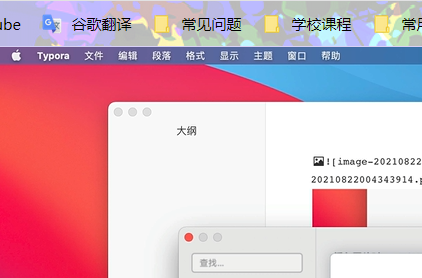 ube 谷歌翻译 常见问题 学校课程 常用
Typora 文件 编辑 段落 格式 显示 主题 窗口 帮助
大纲
![image-20210822
20210822004343914.p
查找...